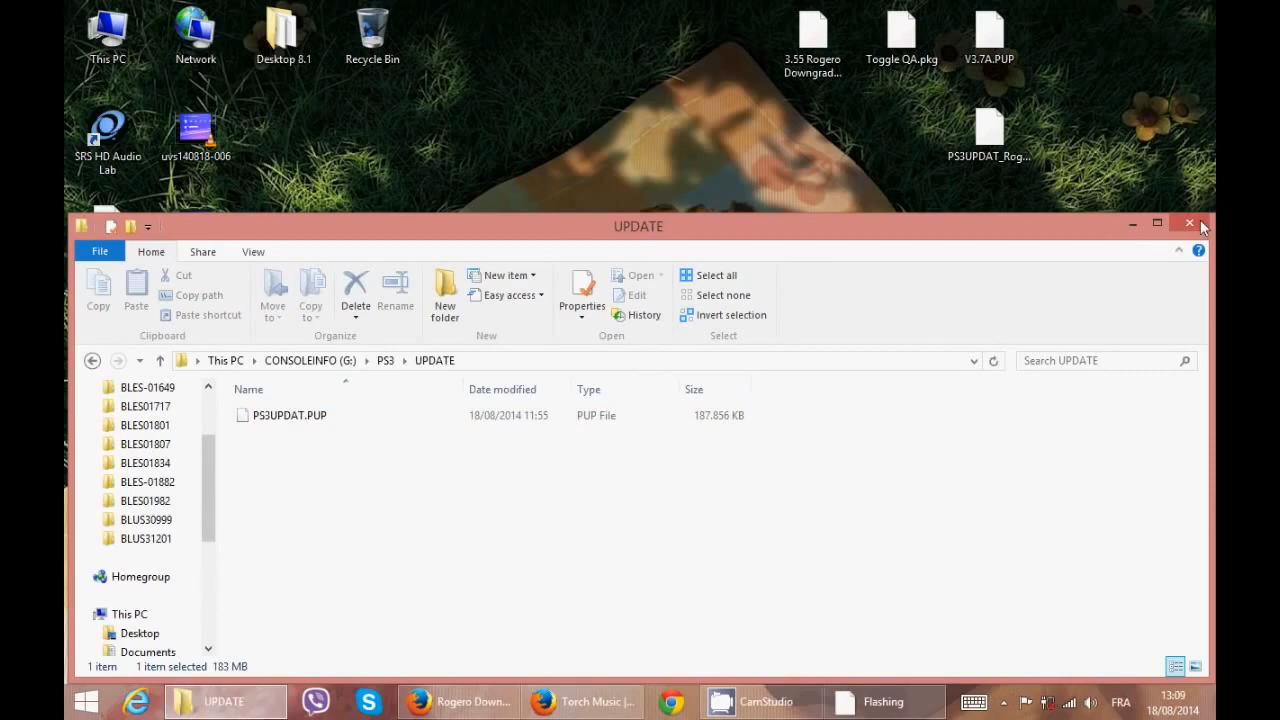 This PC
Network
Desktop 8.1
Recycle Bin
3.55 Rogero
Downgrad...
Toggle QA.pkg
V3.7A.PUP
SRS HD Audio
Lab
uvs140818-006
PS3UPDAT_Rog...
UPDATE
File
Home
Share
View
Copy
Paste
Cut
Copy path
Paste shortcut
Clipboard
Move
to
Copy
to
Delete
Rename
Organize
New
folder
New item
Easy access
New
Properties
Open
Edit
History
Open
Select all
Select none
Invert selection
Select
This PC
CONSOLEINFO (G:)
PS3
UPDATE
Search UPDATE
BLES-01649
BLES01717
BLES01801
BLES01807
BLES01834
BLES-01882
BLES01982
BLUS30999
BLUS31201
Homegroup
This PC
Desktop
Documents
Name
Date modified
Type
Size
PS3UPDAT.PUP
18/08/2014 11:55
PUP File
187.856 KB
1 item
1 item selected
183 MB
UPDATE
Rogero Down...
Torch Music |...
CamStudio
Flashing
FRA
13:09
18/08/2014